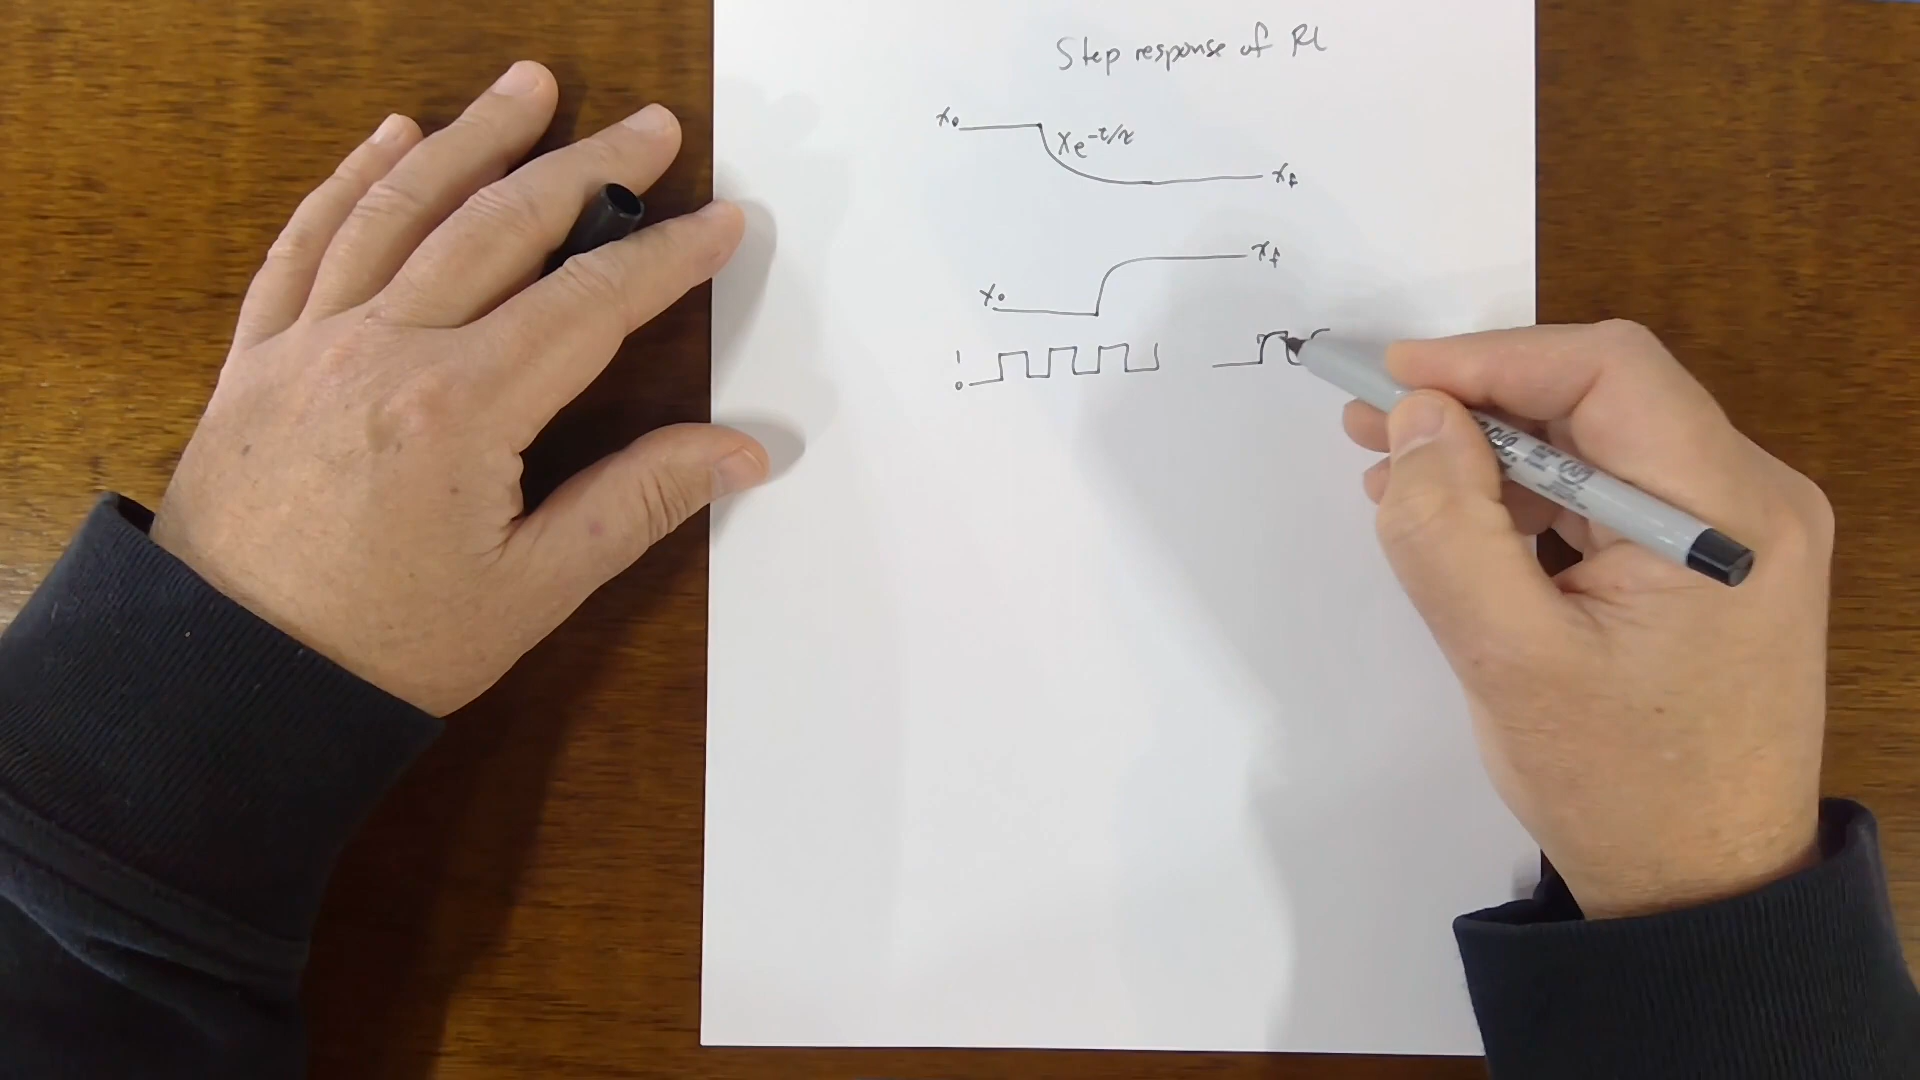 Step response of RL
x₀
Xe^-t/τ
x_f
x_f
x₀
1
0